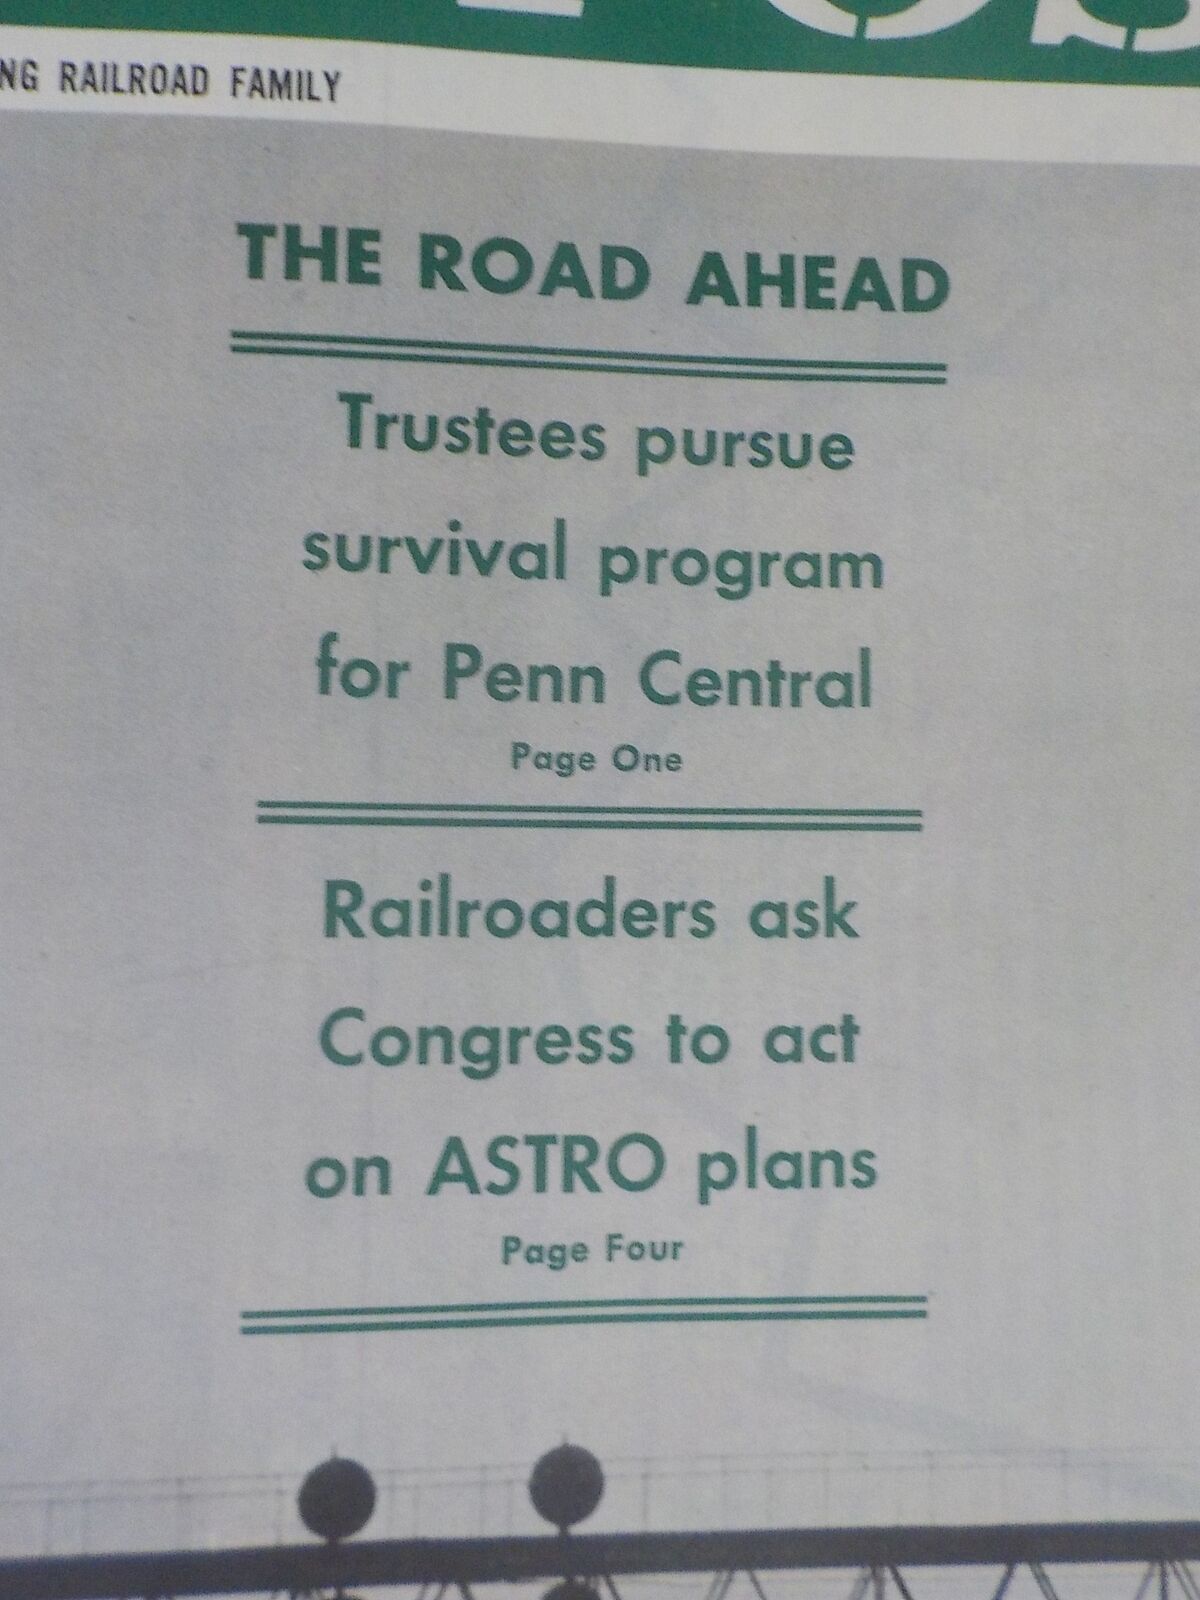 NG RAILROAD FAMILY
THE ROAD AHEAD
Trustees pursue
survival program
for Penn Central
Page One
Railroaders ask
Congress to act
on ASTRO plans
Page Four